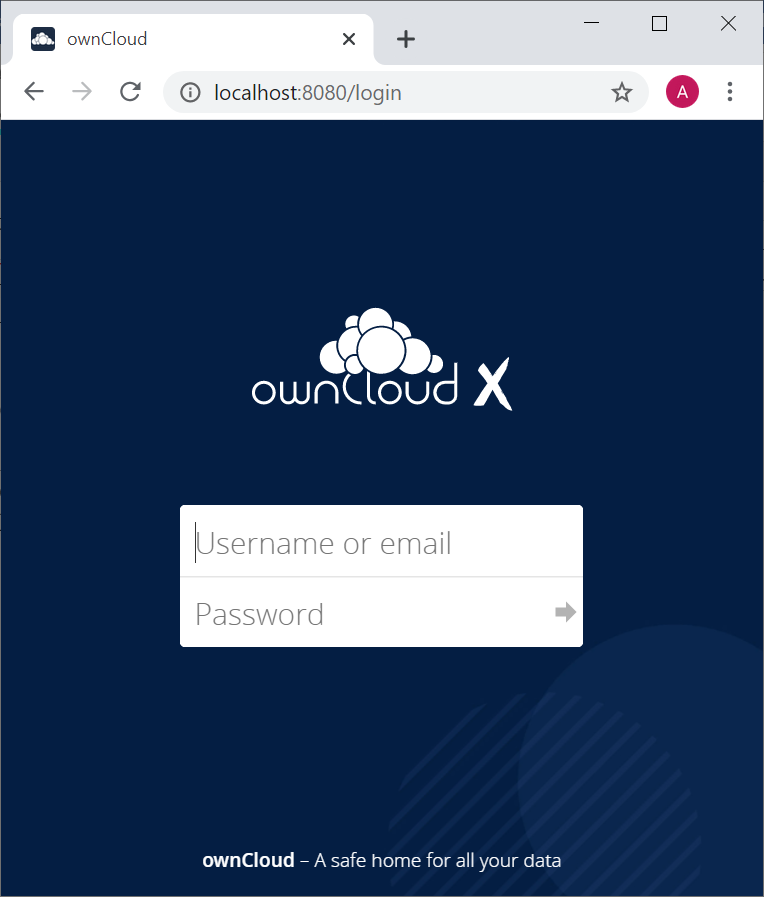 ownCloud
localhost:8080/login
A
ownCloud X
Username or email
Password
ownCloud – A safe home for all your data